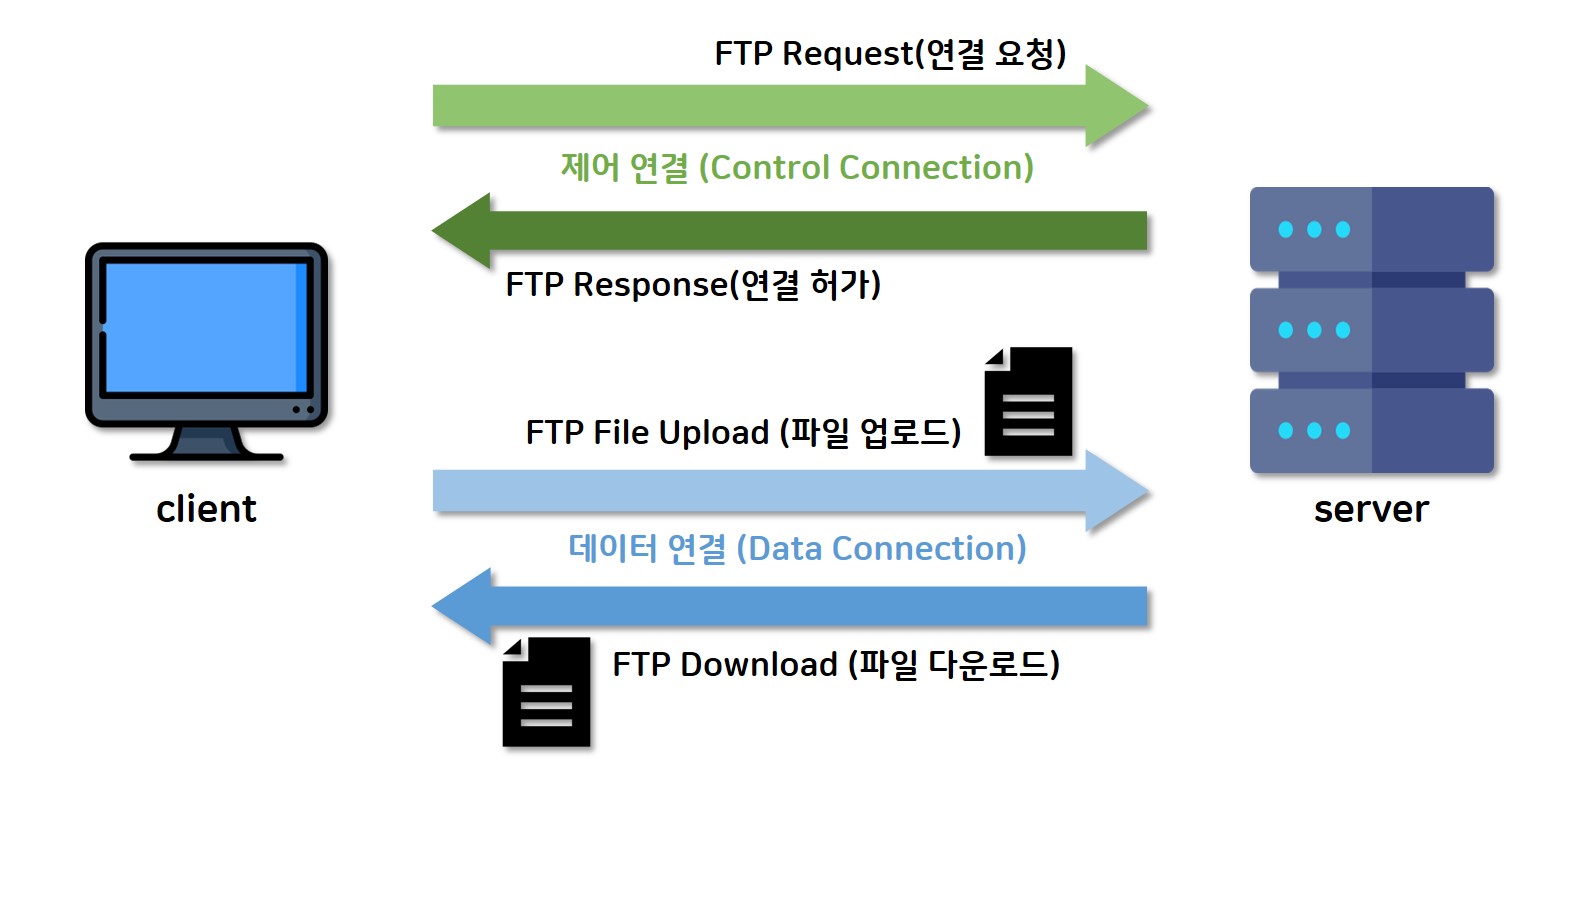 FTP Request(연결 요청)
제어 연결 (Control Connection)
FTP Response(연결 허가)
FTP File Upload (파일 업로드)
client
server
데이터 연결 (Data Connection)
FTP Download (파일 다운로드)